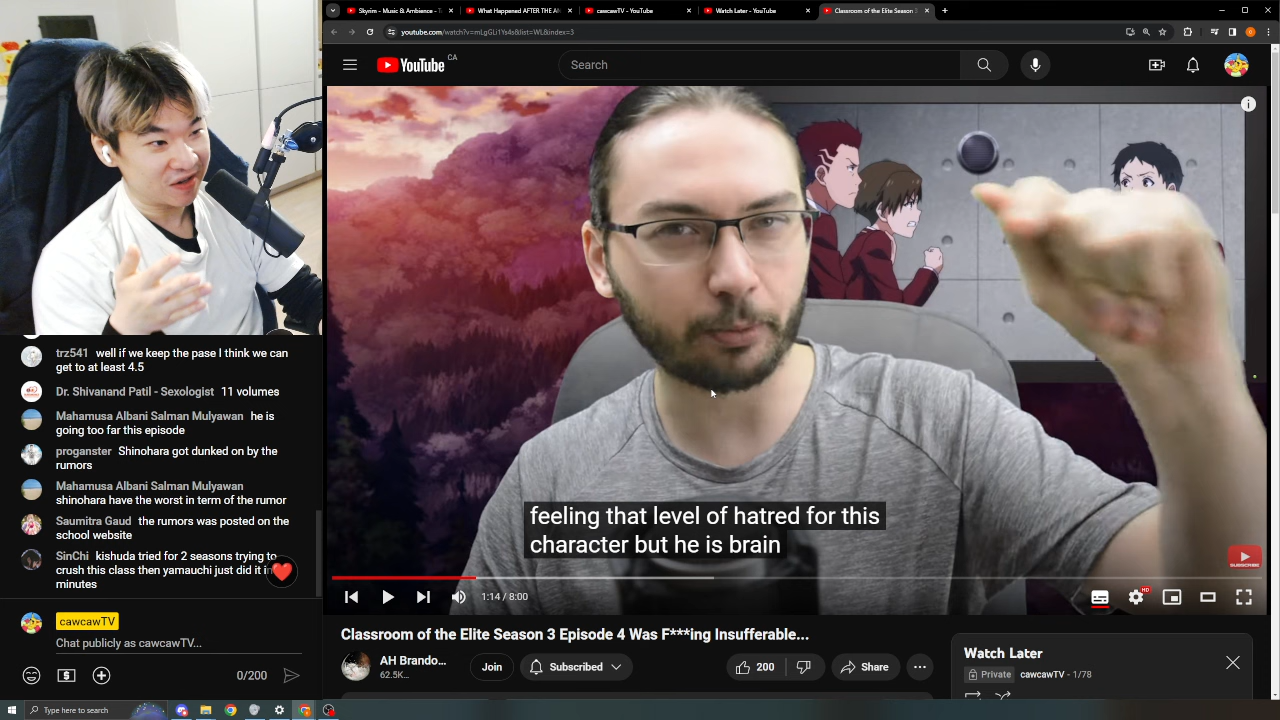 Skyrim - Music & Ambience - T
What Happened AFTER THE AN
cawcawTV - YouTube
Watch Later - YouTube
Classroom of the Elite Season 3
youtube.com/watch?v=mLgGLi1Ys4s&list=WL&index=3
YouTube CA
Search
trz541 well if we keep the pase I think we can
get to at least 4.5
Dr. Shivanand Patil - Sexologist 11 volumes
Mahamusa Albani Salman Mulyawan he is
going too far this episode
proganster Shinohara got dunked on by the
rumors
Mahamusa Albani Salman Mulyawan
shinohara have the worst in term of the rumor
Saumitra Gaud the rumors was posted on the
school website
SinChi kishuda tried for 2 seasons trying to
crush this class then yamauchi just did it in
minutes
cawcawTV
Chat publicly as cawcawTV...
0/200
feeling that level of hatred for this
character but he is brain
SUBSCRIBE
1:14 / 8:00
HD
Classroom of the Elite Season 3 Episode 4 Was F***ing Insufferable...
AH Brando...
62.5K...
Join
Subscribed
200
Share
Watch Later
Private cawcawTV - 1/78
Type here to search